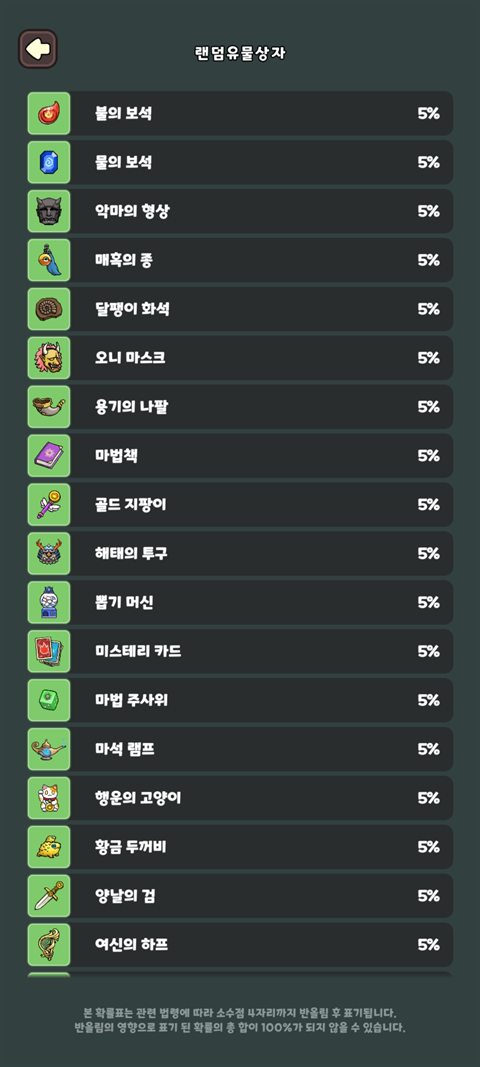 랜덤유물상자
불의 보석 5%
물의 보석 5%
악마의 형상 5%
매혹의 종 5%
달팽이 화석 5%
오니 마스크 5%
용기의 나팔 5%
마법책 5%
골드 지팡이 5%
해태의 투구 5%
뽑기 머신 5%
미스테리 카드 5%
마법 주사위 5%
마석 램프 5%
행운의 고양이 5%
황금 두꺼비 5%
양날의 검 5%
여신의 하프 5%
본 확률표는 관련 법령에 따라 소수점 4자리까지 반올림 후 표기됩니다.
반올림의 영향으로 표기 된 확률의 총 합이 100%가 되지 않을 수 있습니다.